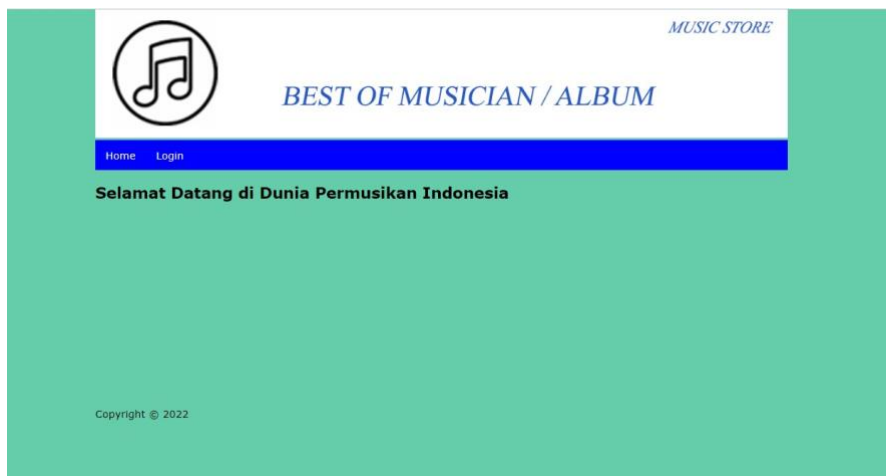 MUSIC STORE
BEST OF MUSICIAN / ALBUM
Home Login
Selamat Datang di Dunia Permusikan Indonesia
Copyright © 2022